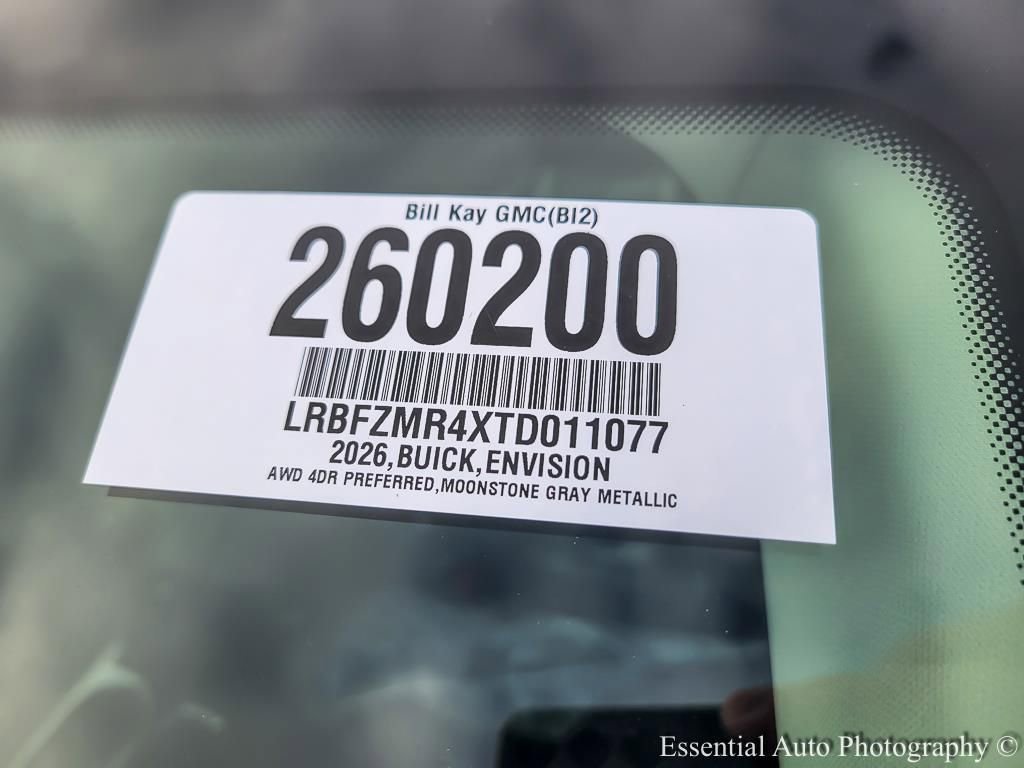 Bill Kay GMC(BI2)
260200
LRBFZMR4XTD011077
2026,BUICK,ENVISION
AWD 4DR PREFERRED,MOONSTONE GRAY METALLIC
Essential Auto Photography ©